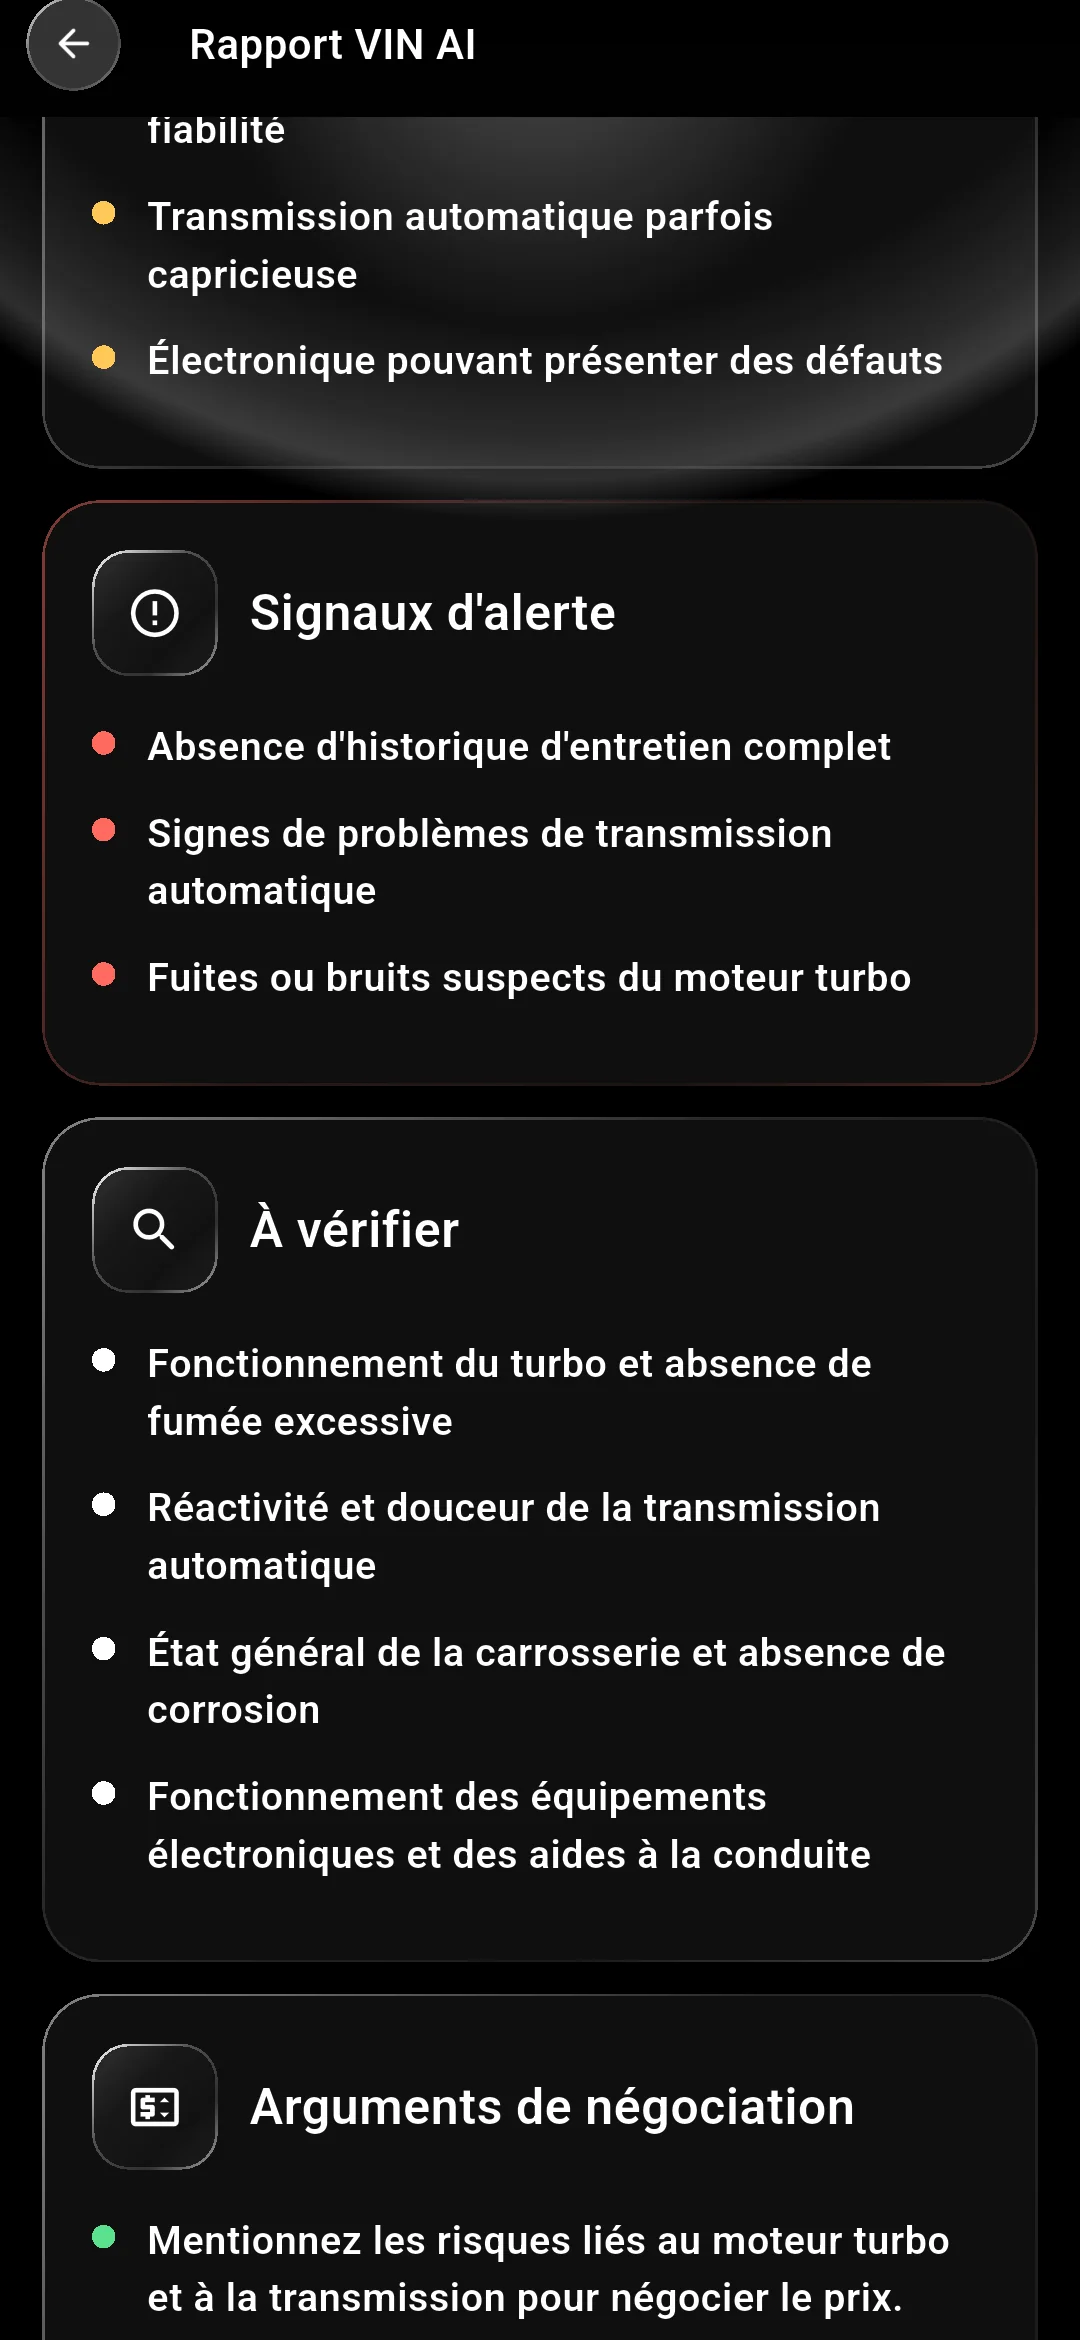 Rapport VIN AI
fiabilité
Transmission automatique parfois
capricieuse
Électronique pouvant présenter des défauts
Signaux d'alerte
Absence d'historique d'entretien complet
Signes de problèmes de transmission
automatique
Fuites ou bruits suspects du moteur turbo
À vérifier
Fonctionnement du turbo et absence de
fumée excessive
Réactivité et douceur de la transmission
automatique
État général de la carrosserie et absence de
corrosion
Fonctionnement des équipements
électroniques et des aides à la conduite
Arguments de négociation
Mentionnez les risques liés au moteur turbo
et à la transmission pour négocier le prix.